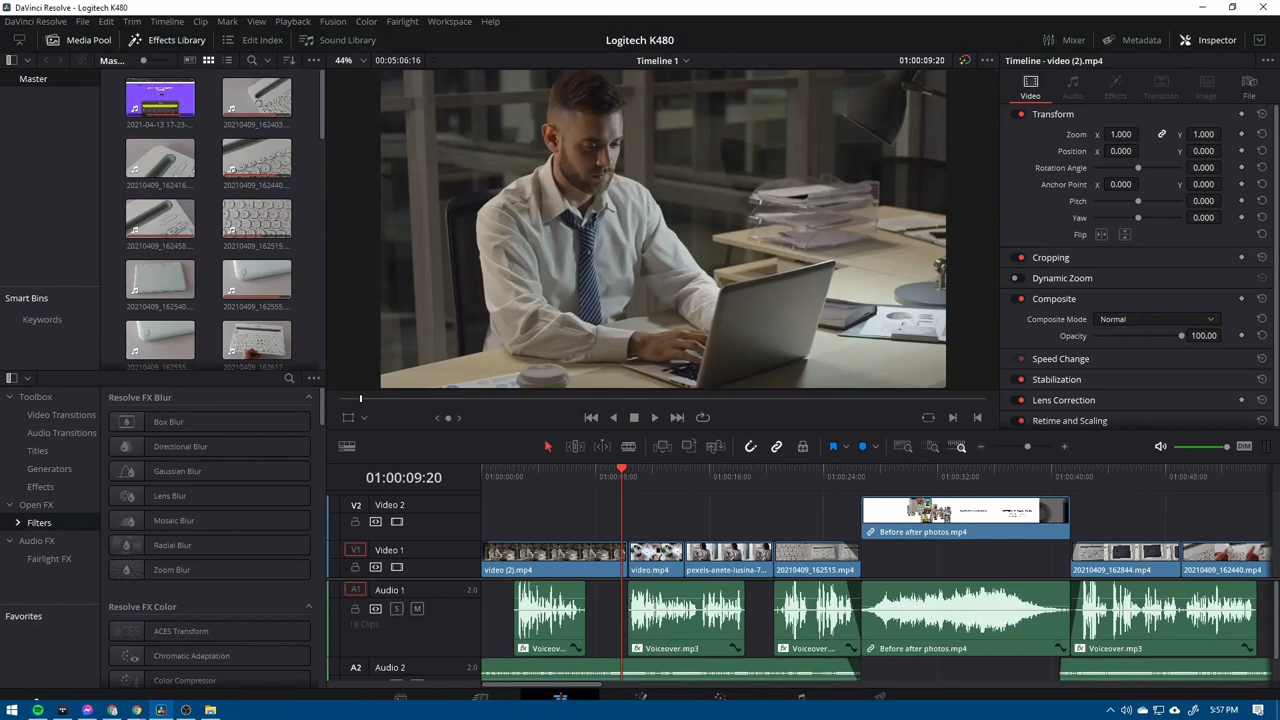 DaVinci Resolve - Logitech K480
DaVinci Resolve File Edit Trim Timeline Clip Mark View Playback Fusion Color Fairlight Workspace Help
Media Pool Effects Library Edit Index Sound Library Logitech K480 Mixer Metadata Inspector
Mas... 44% 00:05:06:16 Timeline 1 01:00:09:20 Timeline - video (2).mp4
Master
Video Audio Effects Transition Image File
2021-04-13 17-23-... 20210409_162403....
Transform
Zoom X 1.000 Y 1.000
Position X 0.000 Y 0.000
Rotation Angle 0.000
20210409_162416... 20210409_162440...
Anchor Point X 0.000 Y 0.000
Pitch 0.000
Yaw 0.000
Flip
20210409_162458... 20210409_162515...
Cropping
Dynamic Zoom
Smart Bins
Composite
20210409_162540... 20210409_162555...
Keywords
Composite Mode Normal
Opacity 100.00
Speed Change
20210409_162555... 20210409_162617...
Stabilization
Toolbox
Resolve FX Blur
Lens Correction
Video Transitions
Box Blur
Retime and Scaling
Audio Transitions
Directional Blur
DIM
Titles
Generators
Gaussian Blur
01:00:09:20
01:00:00:00 01:00:08:00 01:00:16:00 01:00:24:00 01:00:32:00 01:00:40:00 01:00:48:00
Effects
Lens Blur
Open FX
V2 Video 2
Filters
Mosaic Blur
Before after photos.mp4
Audio FX
Radial Blur
V1 Video 1
Fairlight FX
Zoom Blur
video (2).mp4 video.mp4 pexels-anete-lusina-7... 20210409_162515.mp4 20210409_162844.mp4 20210409_162440.mp4
A1 Audio 1 2.0
Resolve FX Color
S M
Favorites
18 Clips
ACES ACES Transform
fx Voiceov... fx Voiceover.mp3 fx Voiceover.... Before after photos.mp4 fx Voiceover.mp3
Chromatic Adaptation
A2 Audio 2 2.0
Color Compressor
5:57 PM